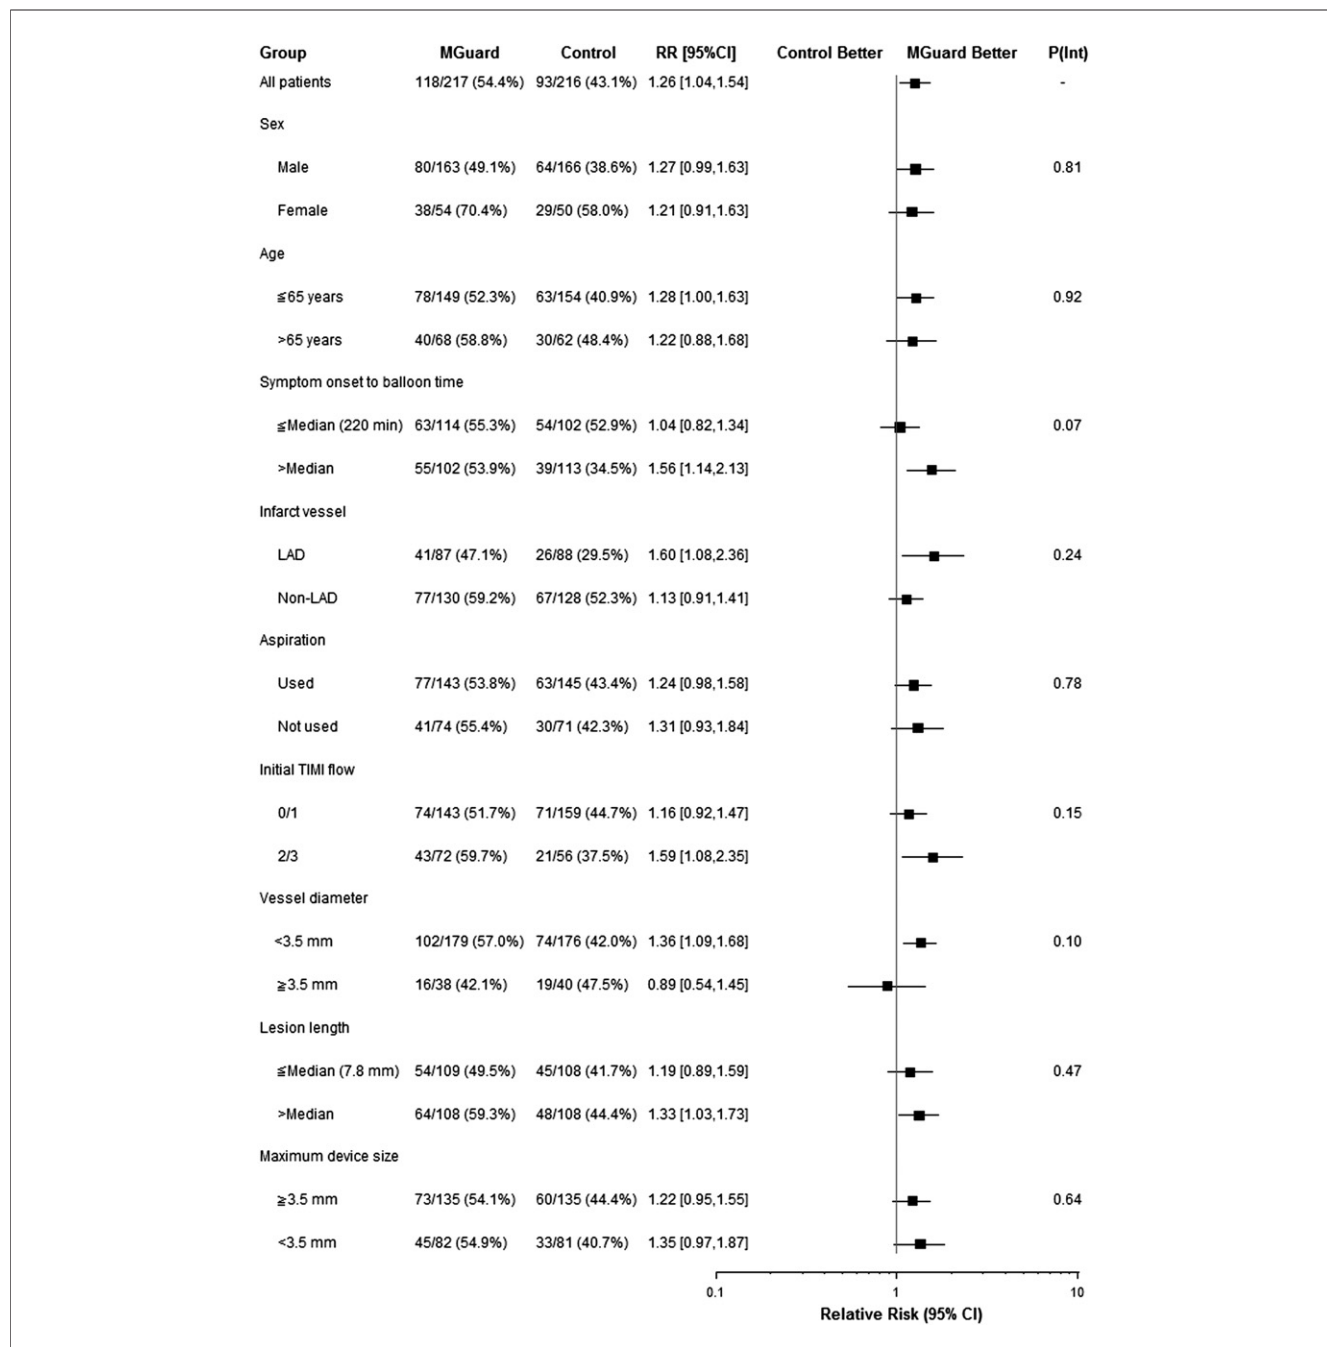 Group MGuard Control RR [95%CI] Control Better MGuard Better P(Int)
All patients 118/217 (54.4%) 93/216 (43.1%) 1.26 [1.04,1.54] -
Sex
Male 80/163 (49.1%) 64/166 (38.6%) 1.27 [0.99,1.63] 0.81
Female 38/54 (70.4%) 29/50 (58.0%) 1.21 [0.91,1.63]
Age
≦65 years 78/149 (52.3%) 63/154 (40.9%) 1.28 [1.00,1.63] 0.92
>65 years 40/68 (58.8%) 30/62 (48.4%) 1.22 [0.88,1.68]
Symptom onset to balloon time
≦Median (220 min) 63/114 (55.3%) 54/102 (52.9%) 1.04 [0.82,1.34] 0.07
>Median 55/102 (53.9%) 39/113 (34.5%) 1.56 [1.14,2.13]
Infarct vessel
LAD 41/87 (47.1%) 26/88 (29.5%) 1.60 [1.08,2.36] 0.24
Non-LAD 77/130 (59.2%) 67/128 (52.3%) 1.13 [0.91,1.41]
Aspiration
Used 77/143 (53.8%) 63/145 (43.4%) 1.24 [0.98,1.58] 0.78
Not used 41/74 (55.4%) 30/71 (42.3%) 1.31 [0.93,1.84]
Initial TIMI flow
0/1 74/143 (51.7%) 71/159 (44.7%) 1.16 [0.92,1.47] 0.15
2/3 43/72 (59.7%) 21/56 (37.5%) 1.59 [1.08,2.35]
Vessel diameter
<3.5 mm 102/179 (57.0%) 74/176 (42.0%) 1.36 [1.09,1.68] 0.10
≧3.5 mm 16/38 (42.1%) 19/40 (47.5%) 0.89 [0.54,1.45]
Lesion length
≦Median (7.8 mm) 54/109 (49.5%) 45/108 (41.7%) 1.19 [0.89,1.59] 0.47
>Median 64/108 (59.3%) 48/108 (44.4%) 1.33 [1.03,1.73]
Maximum device size
≧3.5 mm 73/135 (54.1%) 60/135 (44.4%) 1.22 [0.95,1.55] 0.64
<3.5 mm 45/82 (54.9%) 33/81 (40.7%) 1.35 [0.97,1.87]
0.1 1 10
Relative Risk (95% CI)